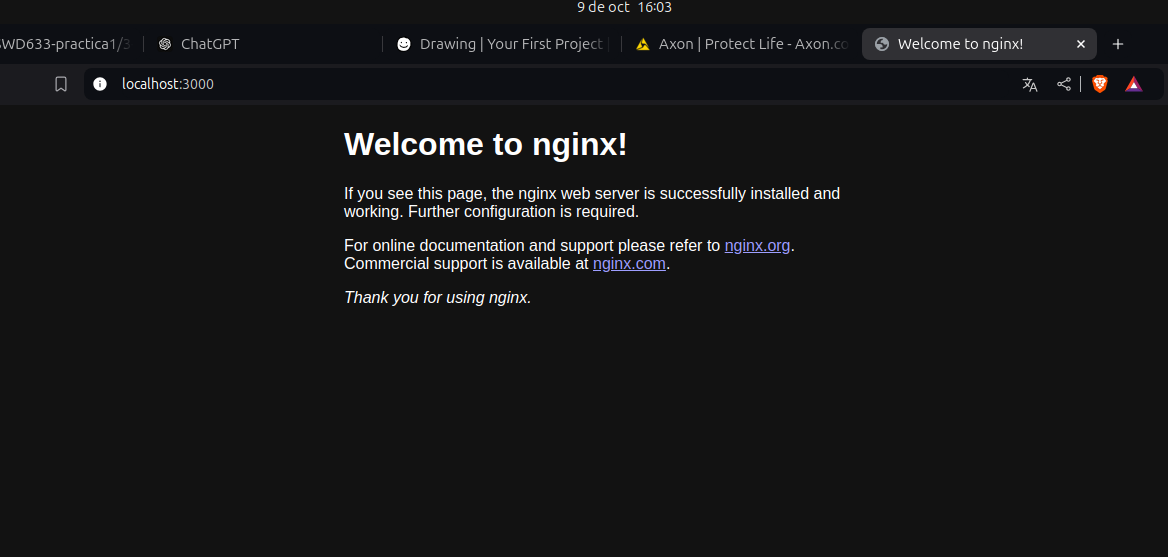 9 de oct 16:03
SWD633-practica1/3
ChatGPT
Drawing | Your First Project
Axon | Protect Life - Axon.co
Welcome to nginx!
localhost:3000
Welcome to nginx!
If you see this page, the nginx web server is successfully installed and
working. Further configuration is required.
For online documentation and support please refer to nginx.org.
Commercial support is available at nginx.com.
Thank you for using nginx.